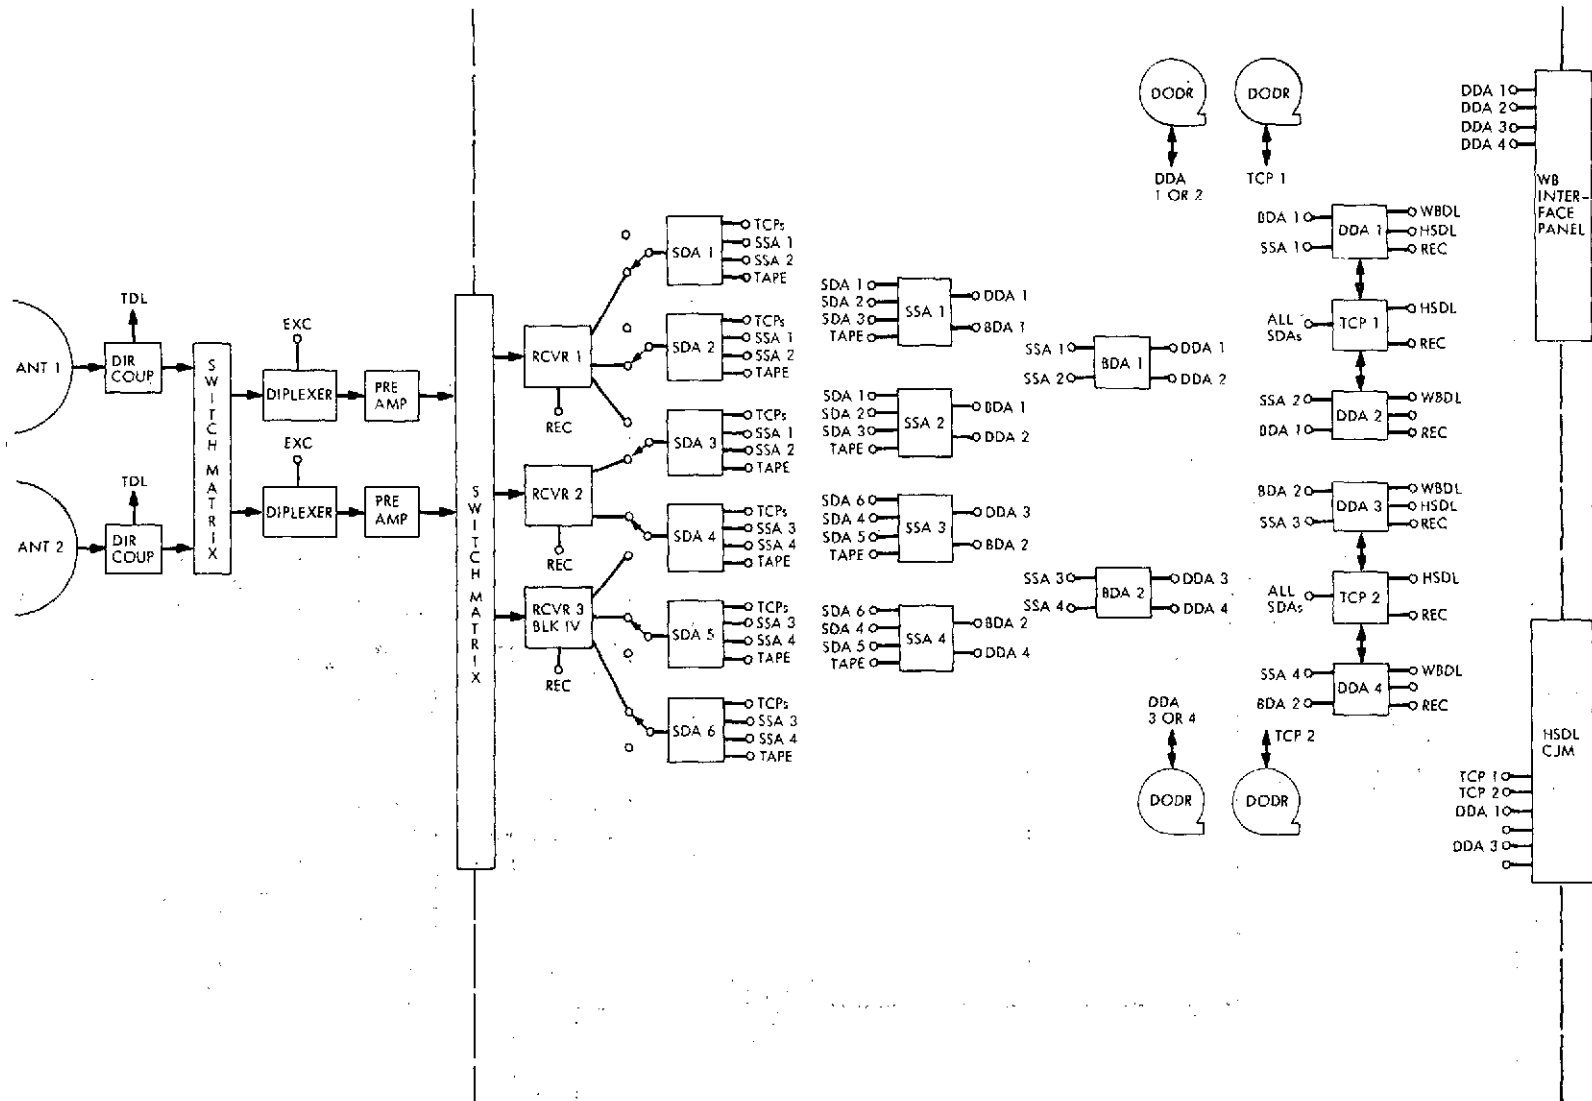 ANT 1
TDL
DIR
COUP
ANT 2
TDL
DIR
COUP
SWITCH MATRIX
EXC
DIPLEXER
PRE
AMP
EXC
DIPLEXER
PRE
AMP
SWITCH MATRIX
RCVR 1
REC
RCVR 2
REC
RCVR 3
BLK IV
REC
SDA 1
TCPs
SSA 1
SSA 2
TAPE
SDA 2
TCPs
SSA 1
SSA 2
TAPE
SDA 3
TCPs
SSA 1
SSA 2
TAPE
SDA 4
TCPs
SSA 3
SSA 4
TAPE
SDA 5
TCPs
SSA 3
SSA 4
TAPE
SDA 6
TCPs
SSA 3
SSA 4
TAPE
SDA 1
SDA 2
SDA 3
TAPE
SSA 1
DDA 1
BDA 1
SDA 1
SDA 2
SDA 3
TAPE
SSA 2
BDA 1
DDA 2
SDA 6
SDA 4
SDA 5
TAPE
SSA 3
DDA 3
BDA 2
SDA 6
SDA 4
SDA 5
TAPE
SSA 4
BDA 2
DDA 4
SSA 1
SSA 2
BDA 1
DDA 1
DDA 2
SSA 3
SSA 4
BDA 2
DDA 3
DDA 4
DODR
DDA
1 OR 2
DODR
TCP 1
BDA 1
SSA 1
DDA 1
WBDL
HSDL
REC
ALL
SDAs
TCP 1
HSDL
REC
SSA 2
BDA 1
DDA 2
WBDL
REC
BDA 2
SSA 3
DDA 3
WBDL
HSDL
REC
ALL
SDAs
TCP 2
HSDL
REC
SSA 4
BDA 2
DDA 4
WBDL
REC
DDA
3 OR 4
DODR
TCP 2
DODR
DDA 1
DDA 2
DDA 3
DDA 4
WB
INTER-
FACE
PANEL
TCP 1
TCP 2
DDA 1
DDA 3
HSDL
CJM